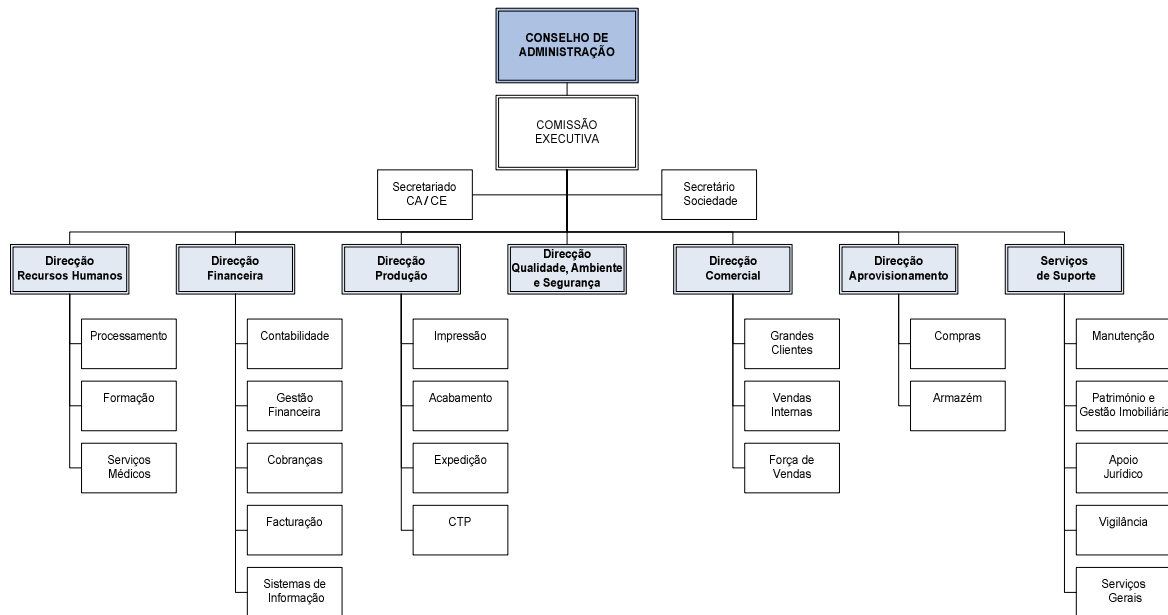 CONSELHO DE
ADMINISTRAÇÃO
COMISSÃO
EXECUTIVA
Secretariado
CA / CE
Secretário
Sociedade
Direcção
Recursos Humanos
Direcção
Financeira
Direcção
Produção
Direcção
Qualidade, Ambiente
e Segurança
Direcção
Comercial
Direcção
Aprovisionamento
Serviços
de Suporte
Processamento
Formação
Serviços
Médicos
Contabilidade
Gestão
Financeira
Cobranças
Facturação
Sistemas de
Informação
Impressão
Acabamento
Expedição
CTP
Grandes
Clientes
Vendas
Internas
Força de
Vendas
Compras
Armazém
Manutenção
Património e
Gestão Imobiliária
Apoio
Jurídico
Vigilância
Serviços
Gerais